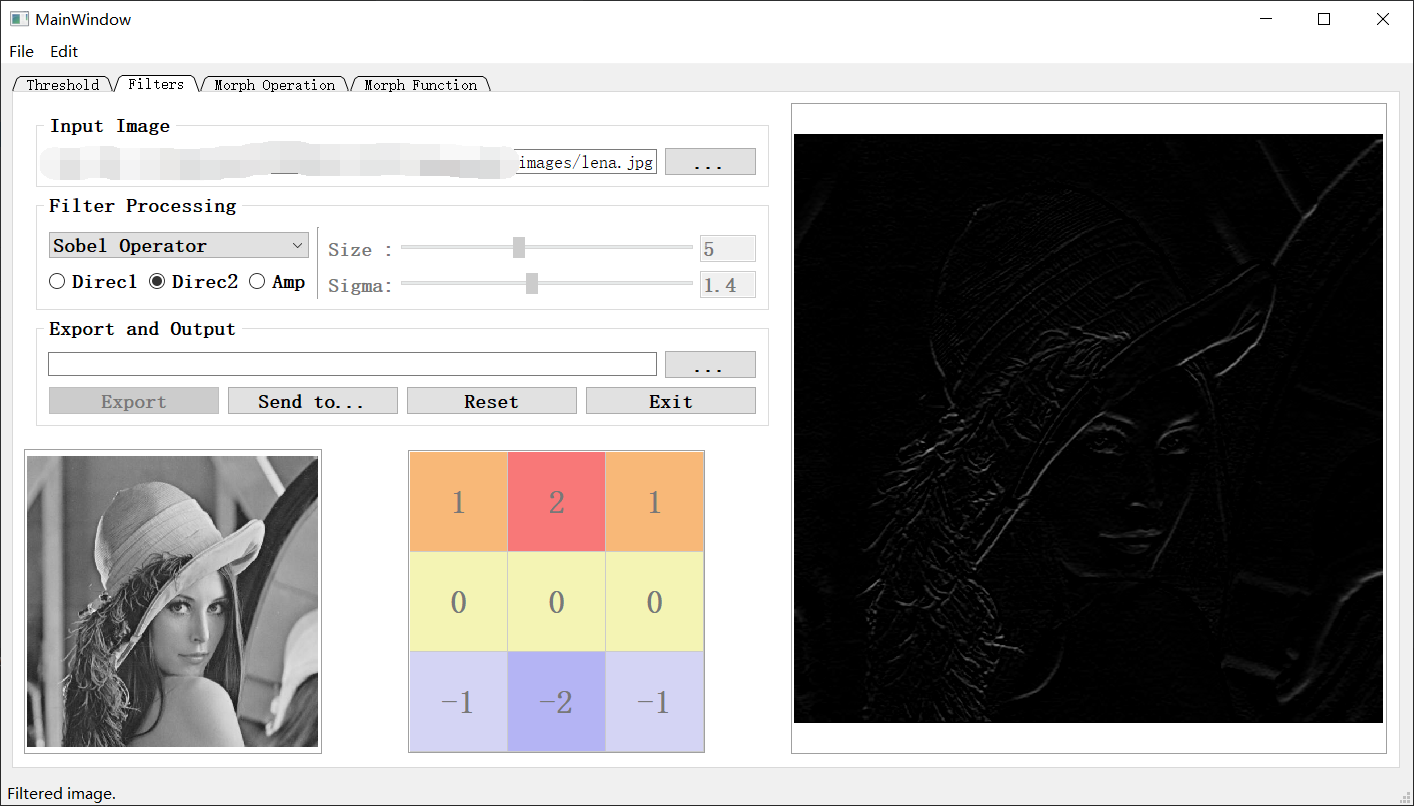 MainWindow
File Edit
Threshold Filters Morph Operation Morph Function
Input Image
images/lena.jpg ...
Filter Processing
Sobel Operator
Size : 5
Direc1 Direc2 Amp
Sigma: 1.4
Export and Output
...
Export Send to... Reset Exit
1 2 1
0 0 0
-1 -2 -1
Filtered image.